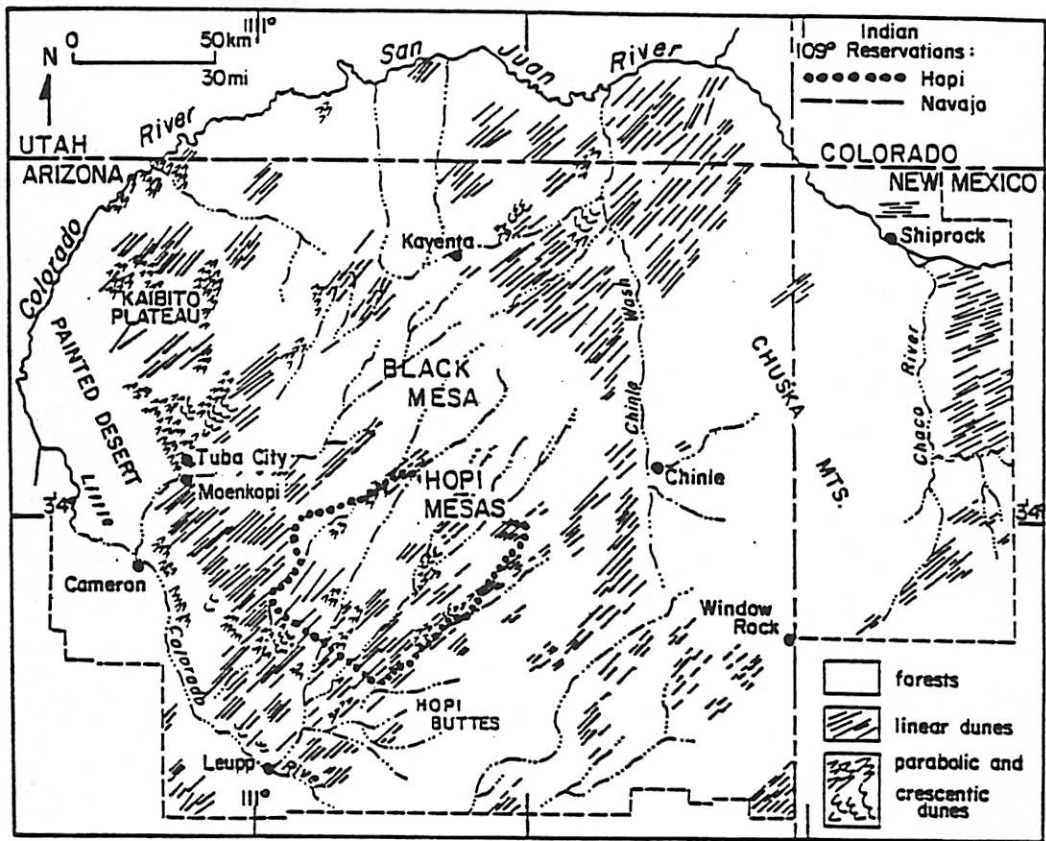 111°
0 50km
30mi
N
San Juan River
Indian
109° Reservations:
Hopi
Navajo
River
UTAH
ARIZONA
COLORADO
NEW MEXICO
Colorado
Kayenta
Shiprock
KAIBITO
PLATEAU
PAINTED DESERT
BLACK
MESA
Chinle Wash
CHUSKA
MTS.
Chaco River
Tuba City
Moenkopi
HOPI
MESAS
Chinle
34°
34°
Little
Cameron
Colorado
Window
Rock
HOPI
BUTTES
Leupp
River
111°
forests
linear dunes
parabolic and
crescentic
dunes